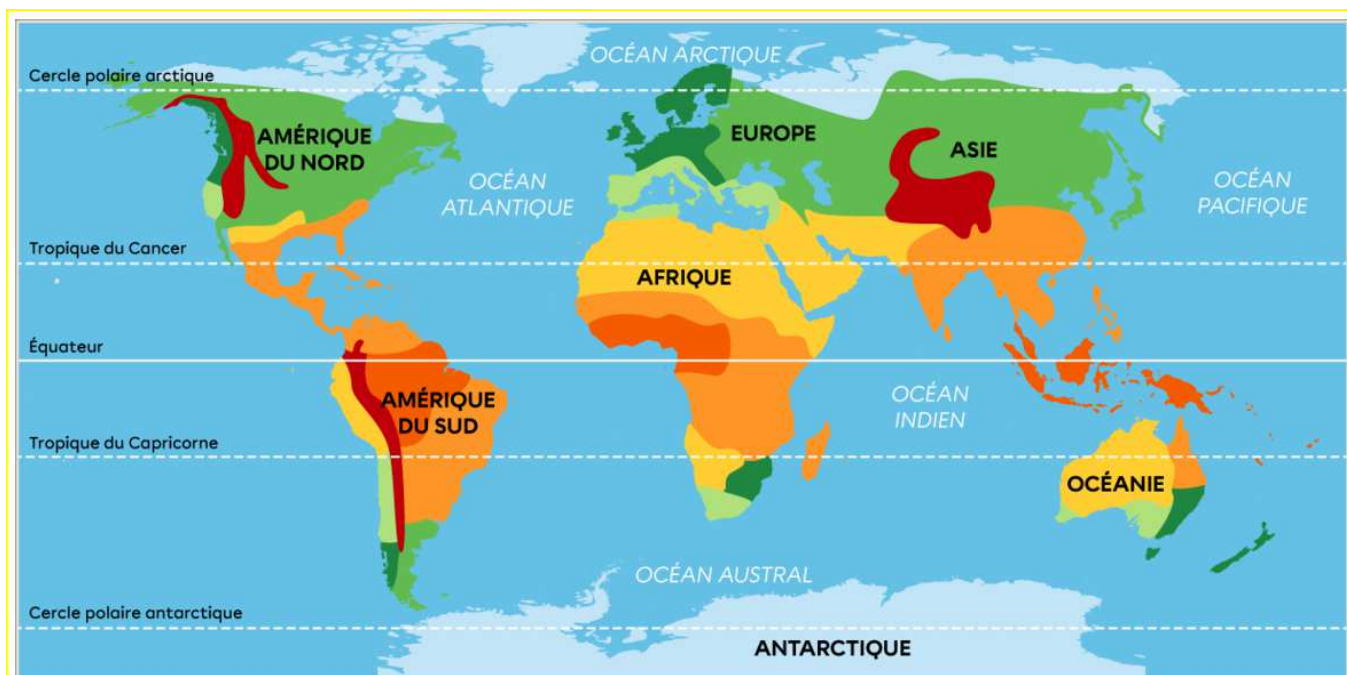 OCÉAN ARCTIQUE
Cercle polaire arctique
AMÉRIQUE
DU NORD
EUROPE
ASIE
OCÉAN
ATLANTIQUE
OCÉAN
PACIFIQUE
Tropique du Cancer
AFRIQUE
Équateur
AMÉRIQUE
DU SUD
OCÉAN
INDIEN
Tropique du Capricorne
OCÉANIE
OCÉAN AUSTRAL
Cercle polaire antarctique
ANTARCTIQUE